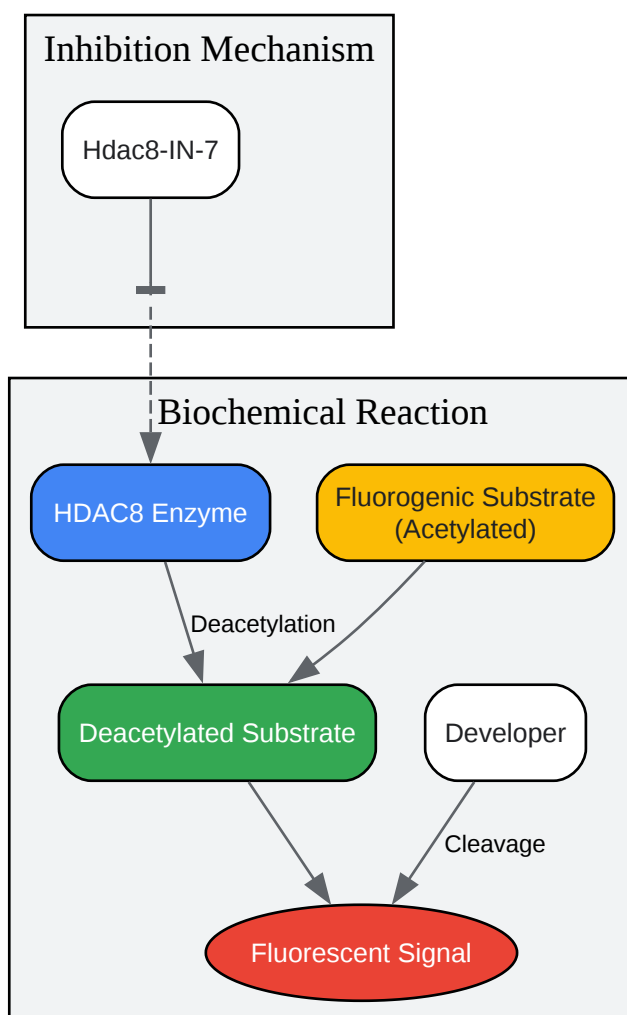 Inhibition Mechanism
Hdac8-IN-7
Biochemical Reaction
HDAC8 Enzyme
Fluorogenic Substrate
(Acetylated)
Deacetylation
Deacetylated Substrate
Developer
Cleavage
Fluorescent Signal